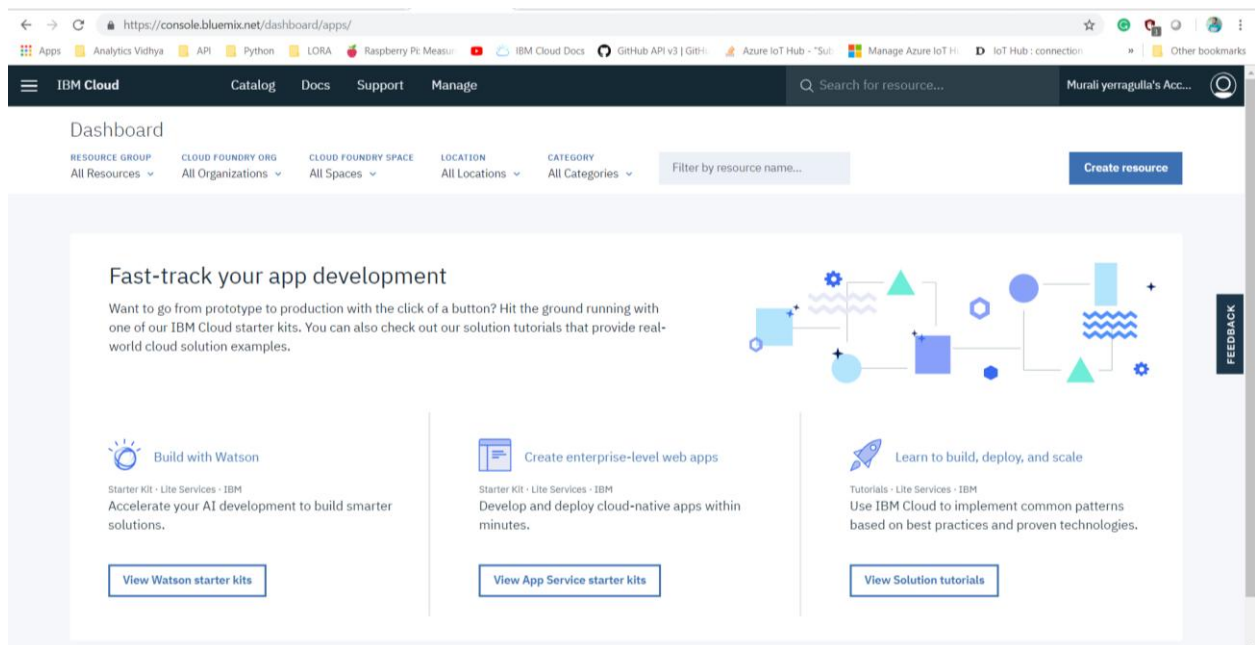 https://console.bluemix.net/dashboard/apps/
Apps Analytics Vidhya API Python LORA Raspberry Pi: Measur IBM Cloud Docs GitHub API v3 | GitH Azure IoT Hub - "Sub Manage Azure IoT H D IoT Hub : connection » Other bookmarks
IBM Cloud Catalog Docs Support Manage Search for resource... Murali yerragulla's Acc...
Dashboard
RESOURCE GROUP CLOUD FOUNDRY ORG CLOUD FOUNDRY SPACE LOCATION CATEGORY
All Resources All Organizations All Spaces All Locations All Categories Filter by resource name... Create resource
Fast-track your app development
Want to go from prototype to production with the click of a button? Hit the ground running with
one of our IBM Cloud starter kits. You can also check out our solution tutorials that provide real-
world cloud solution examples.
FEEDBACK
Build with Watson
Starter Kit · Lite Services · IBM
Accelerate your AI development to build smarter
solutions.
View Watson starter kits
Create enterprise-level web apps
Starter Kit · Lite Services · IBM
Develop and deploy cloud-native apps within
minutes.
View App Service starter kits
Learn to build, deploy, and scale
Tutorials · Lite Services · IBM
Use IBM Cloud to implement common patterns
based on best practices and proven technologies.
View Solution tutorials